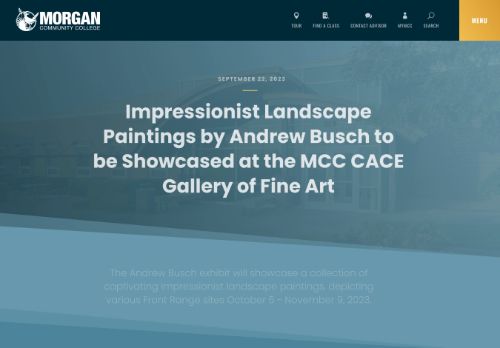 MORGAN
COMMUNITY COLLEGE
TOUR
FIND A CLASS
CONTACT ADVISOR
MYMCC
SEARCH
MENU
SEPTEMBER 22, 2023
Impressionist Landscape
Paintings by Andrew Busch to
be Showcased at the MCC CACE
Gallery of Fine Art
The Andrew Busch exhibit will showcase a collection of
captivating impressionist landscape paintings, depicting
various Front Range sites October 5 – November 9, 2023.